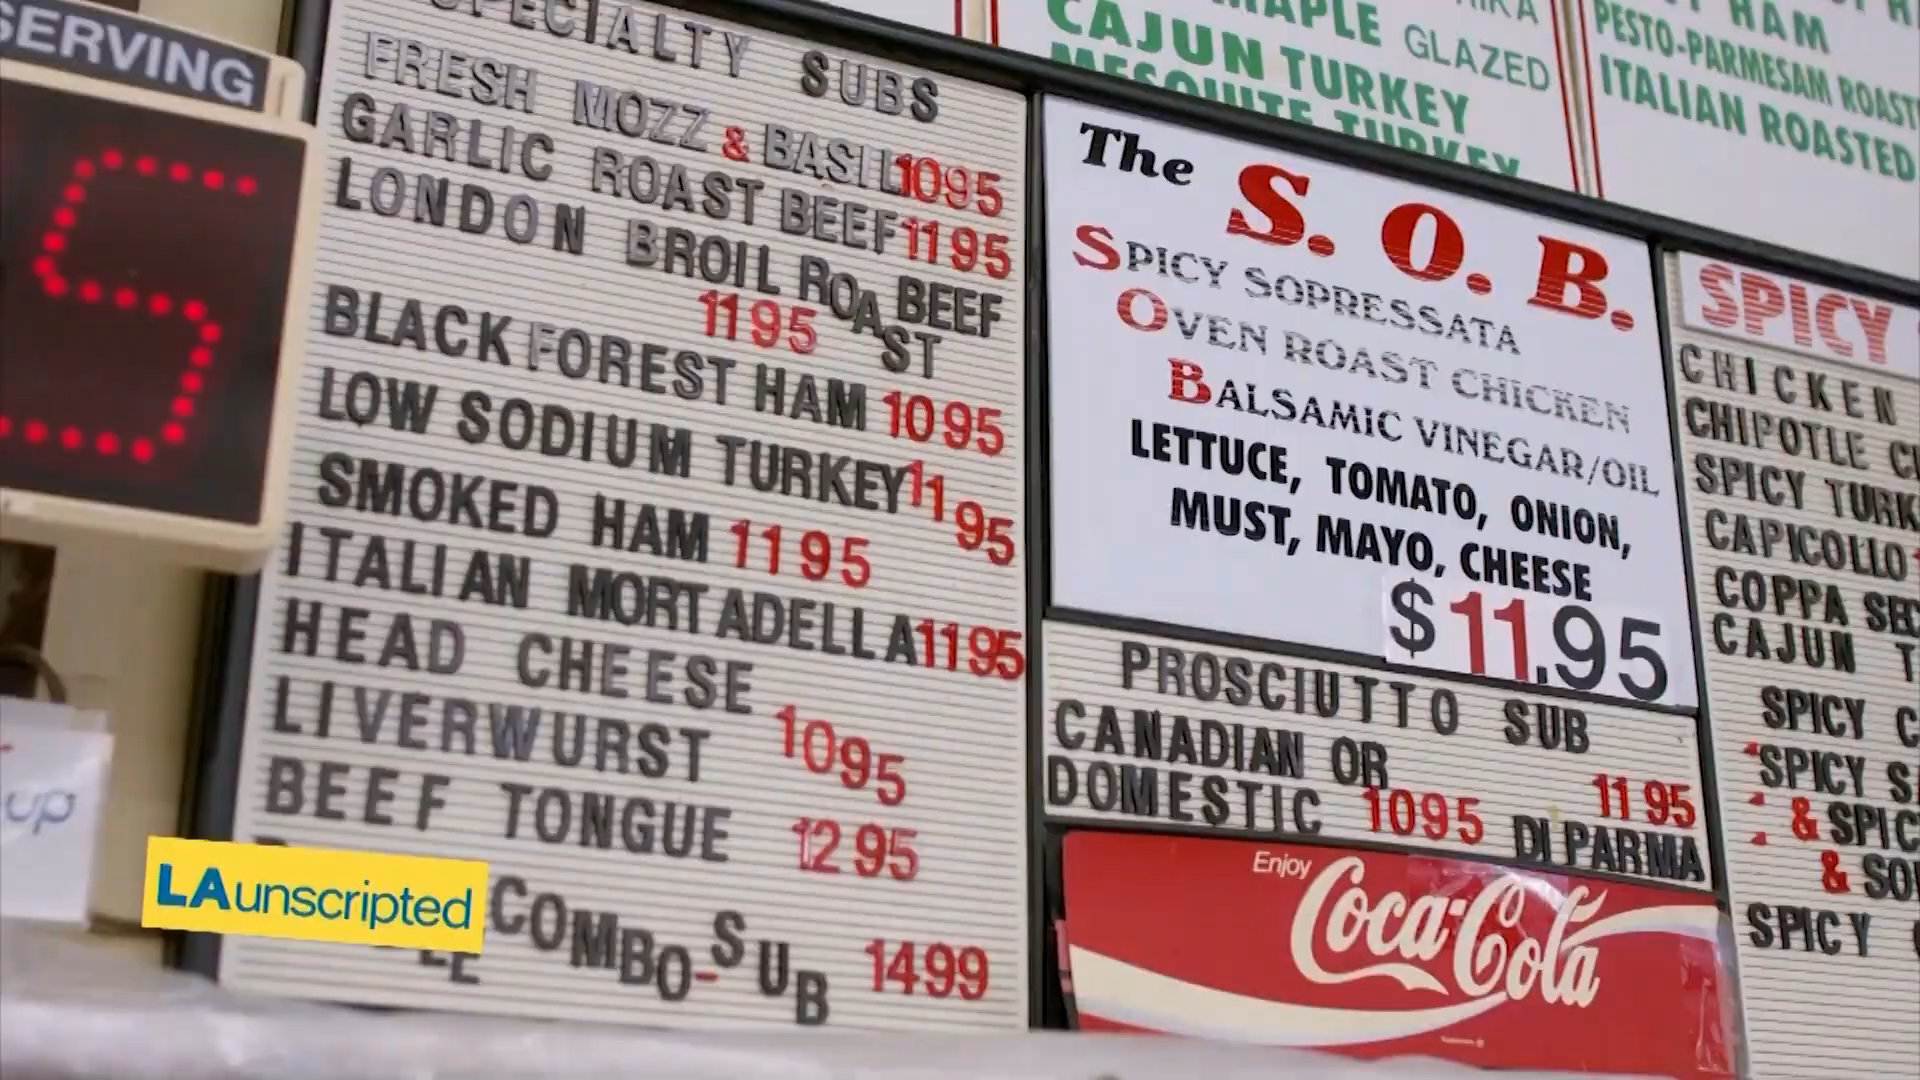 SERVING
5
SPECIALTY SUBS
FRESH MOZZ & BASIL 1095
GARLIC ROAST BEEF 1195
LONDON BROIL ROAST BEEF
1195
BLACK FOREST HAM 1095
LOW SODIUM TURKEY 1195
SMOKED HAM 1195
ITALIAN MORTADELLA 1195
HEAD CHEESE
LIVERWURST 1095
BEEF TONGUE 1295
COMBO-SUB 1499
up
LAunscripted
MAPLE GLAZED
CAJUN TURKEY
MESQUITE TURKEY
HAM
PESTO-PARMESAM ROAST
ITALIAN ROASTED
The S. O. B.
SPICY SOPRESSATA
OVEN ROAST CHICKEN
BALSAMIC VINEGAR/OIL
LETTUCE, TOMATO, ONION,
MUST, MAYO, CHEESE
$11.95
PROSCIUTTO SUB
CANADIAN OR
DOMESTIC 1095
1195
DI PARMA
Enjoy
Coca-Cola
SPICY
CHICKEN
CHIPOTLE
SPICY
CAPICOLLO
COPPA
CAJUN
SPICY
SPICY
&
&
SPICY